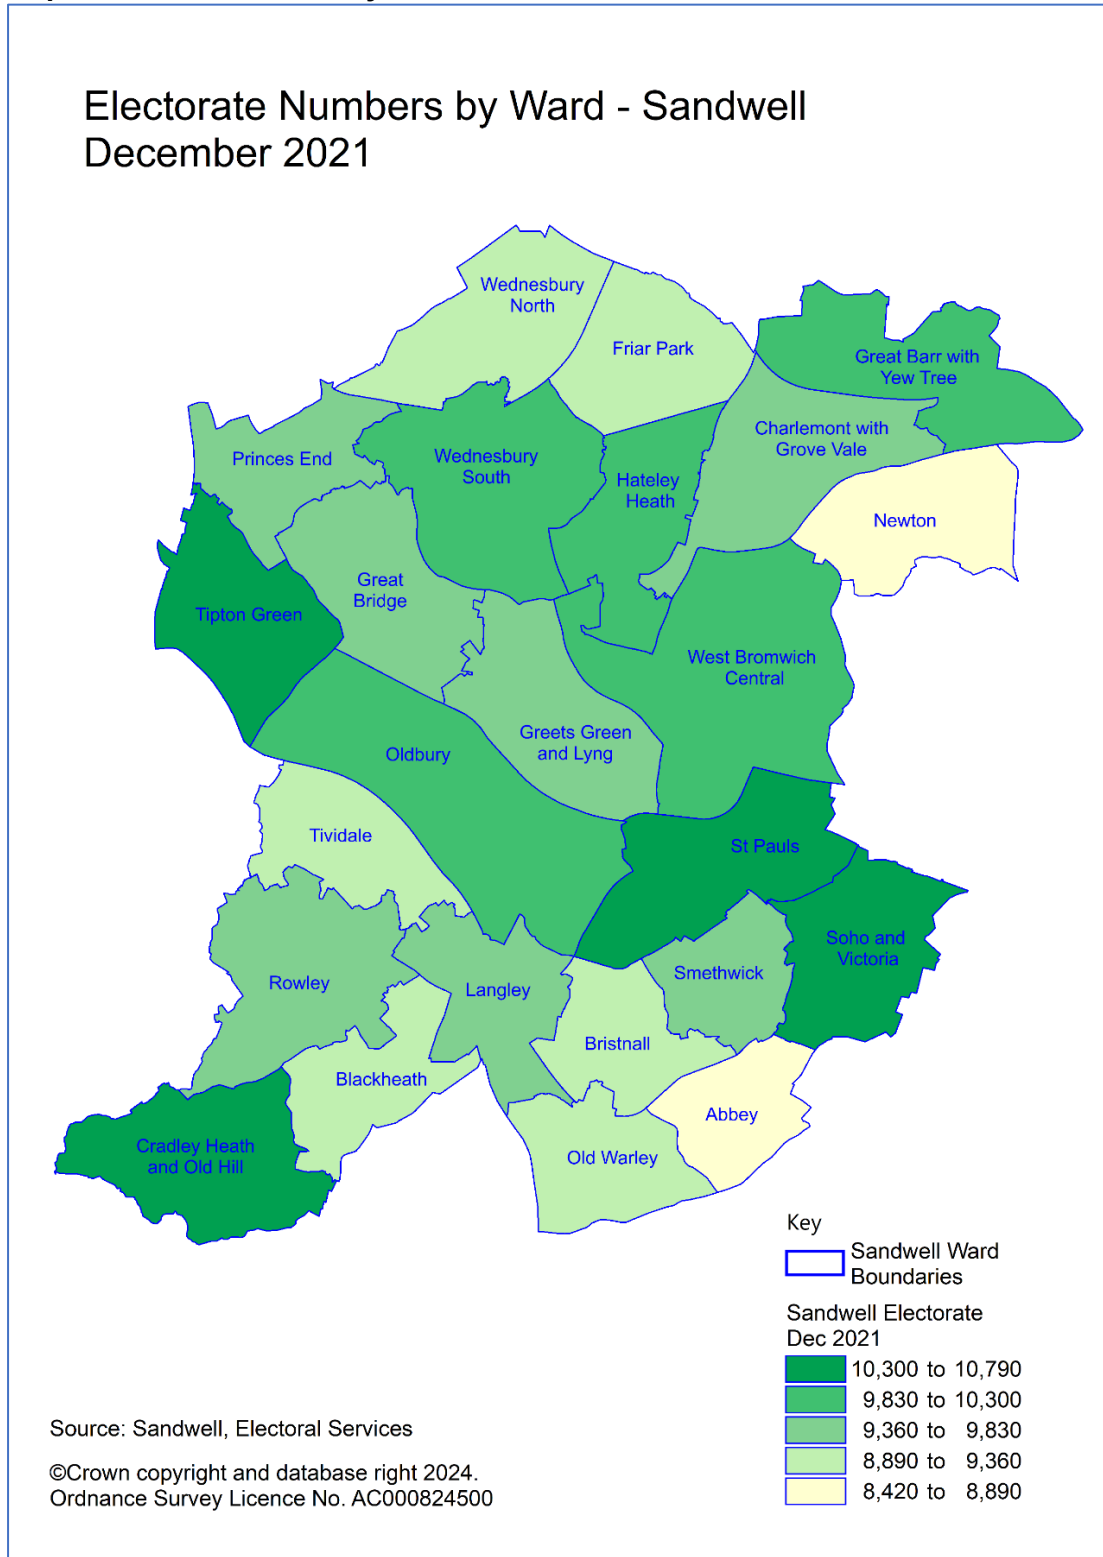 Electorate Numbers by Ward - Sandwell
December 2021
Wednesbury
North
Friar Park
Great Barr with
Yew Tree
Charlemont with
Grove Vale
Princes End
Wednesbury
South
Hateley
Heath
Newton
Great
Bridge
Tipton Green
West Bromwich
Central
Greets Green
and Lyng
Oldbury
Tividale
St Pauls
Soho and
Victoria
Smethwick
Rowley
Langley
Bristnall
Blackheath
Abbey
Cradley Heath
and Old Hill
Old Warley
Key
Sandwell Ward
Boundaries
Sandwell Electorate
Dec 2021
10,300 to 10,790
9,830 to 10,300
9,360 to 9,830
8,890 to 9,360
8,420 to 8,890
Source: Sandwell, Electoral Services
©Crown copyright and database right 2024.
Ordnance Survey Licence No. AC000824500